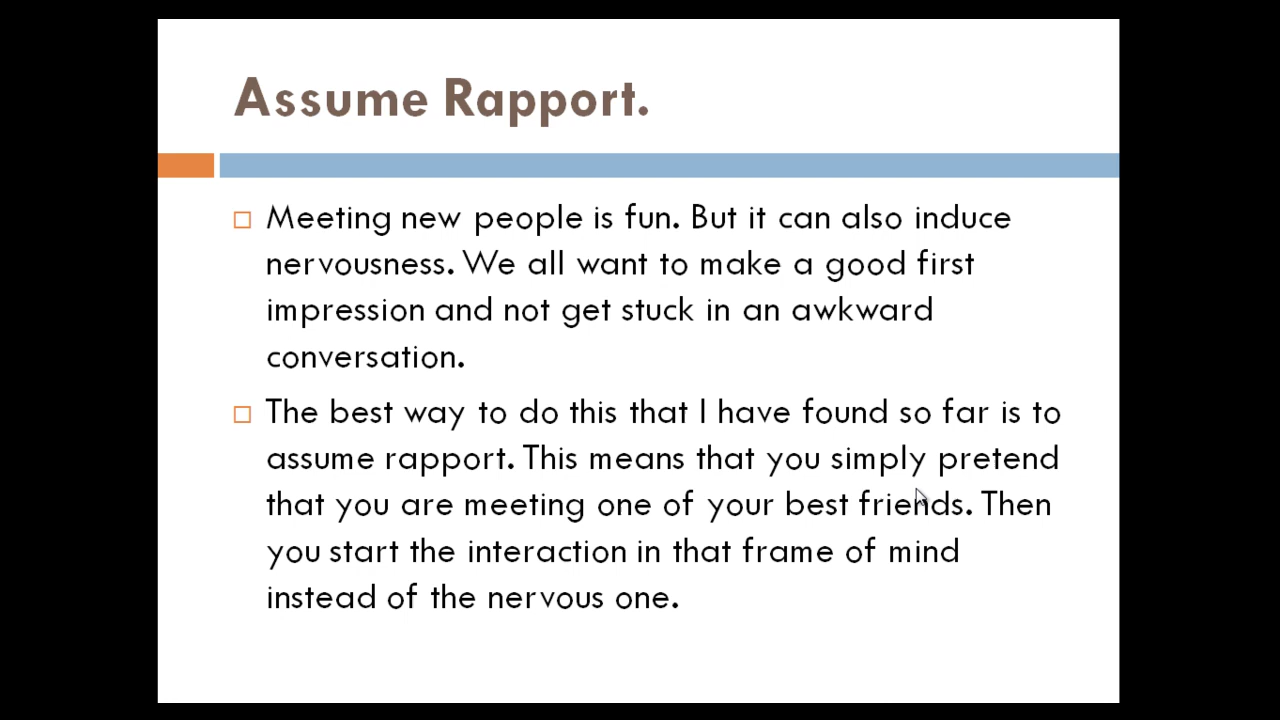 Assume Rapport.
Meeting new people is fun. But it can also induce
nervousness. We all want to make a good first
impression and not get stuck in an awkward
conversation.
The best way to do this that I have found so far is to
assume rapport. This means that you simply pretend
that you are meeting one of your best friends. Then
you start the interaction in that frame of mind
instead of the nervous one.